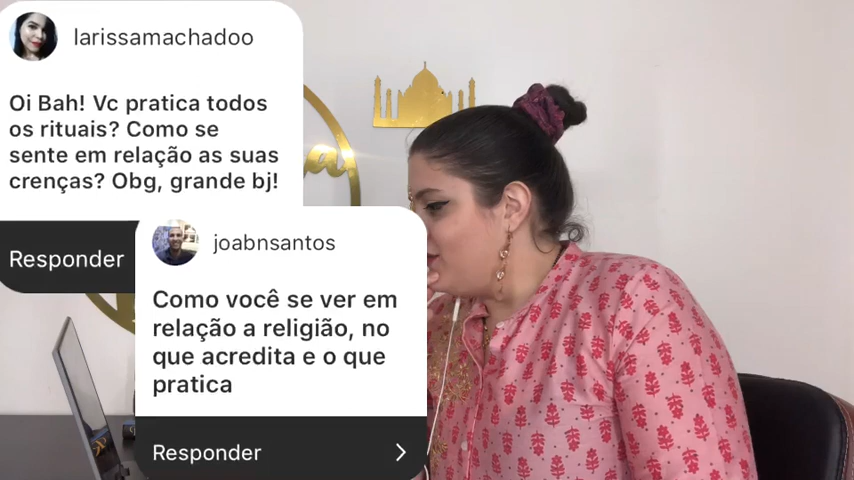 larissamachadoo
Oi Bah! Vc pratica todos
os rituais? Como se
sente em relação as suas
crenças? Obg, grande bj!
Responder
joabnsantos
Como você se ver em
relação a religião, no
que acredita e o que
pratica
Responder